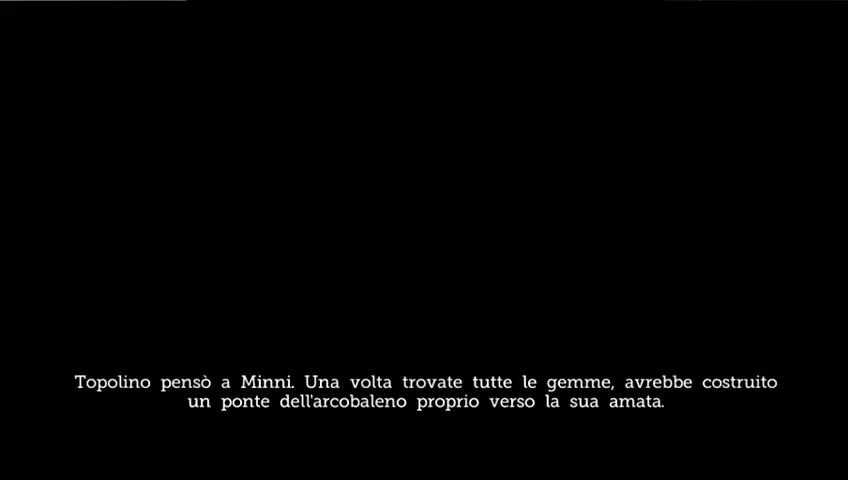 Topolino pensò a Minni. Una volta trovate tutte le gemme, avrebbe costruito
un ponte dell'arcobaleno proprio verso la sua amata.